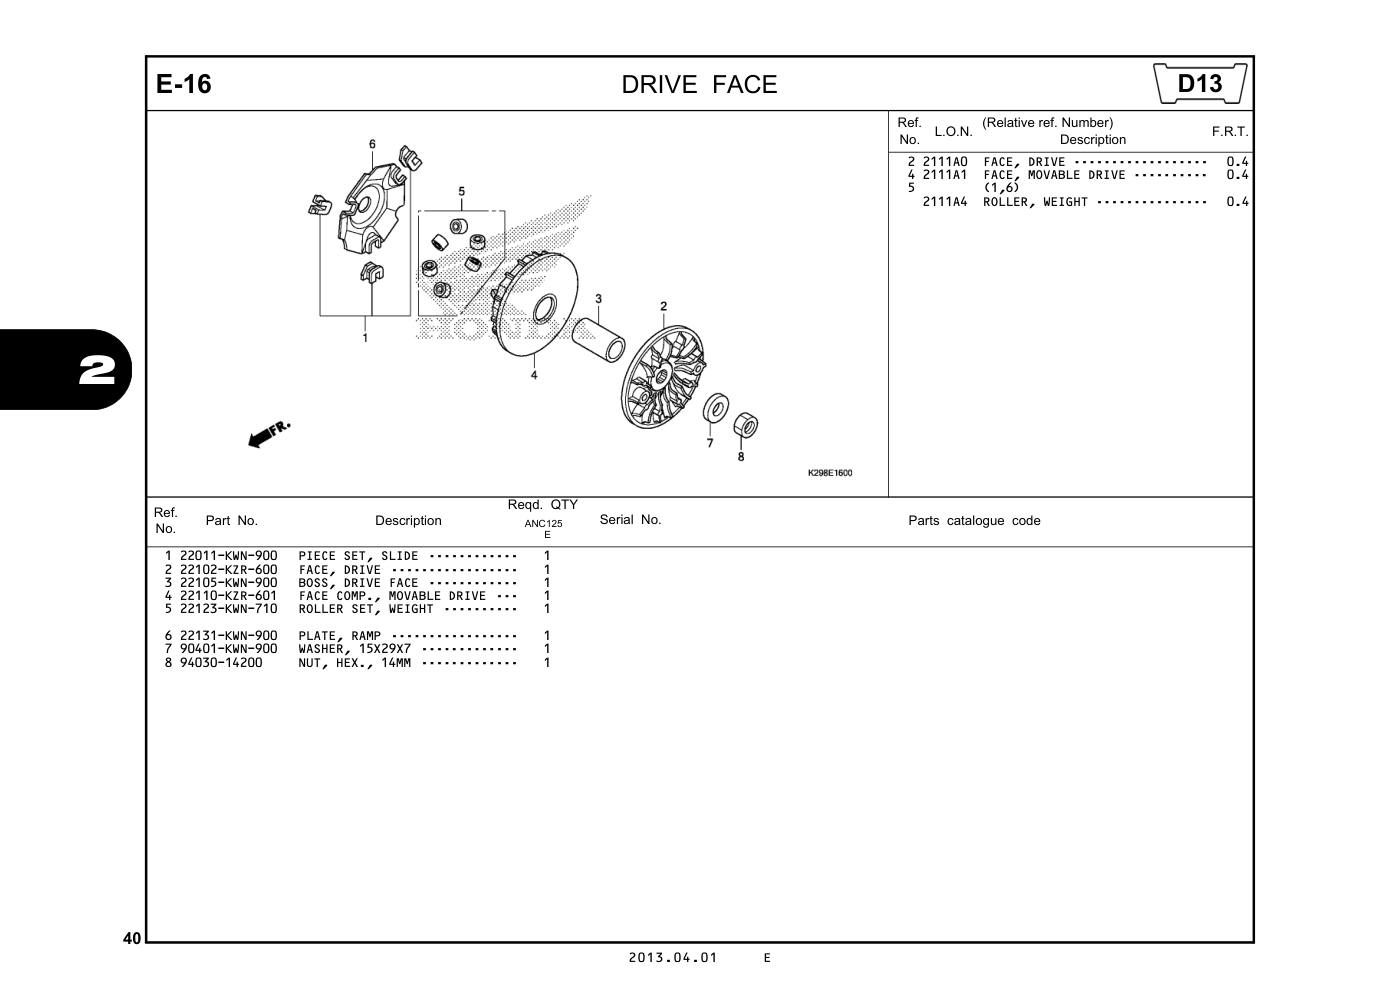 E-16
DRIVE FACE
D13
6
5
3
2
1
4
7
8
HONDA
FR.
K298E1600
Ref. No. L.O.N. (Relative ref. Number) Description F.R.T.
2 2111A0 FACE, DRIVE ------------------ 0.4
4 2111A1 FACE, MOVABLE DRIVE ---------- 0.4
5 (1,6)
2111A4 ROLLER, WEIGHT --------------- 0.4
2
Ref. No. Part No. Description Reqd. QTY ANC125 E Serial No. Parts catalogue code
1 22011-KWN-900 PIECE SET, SLIDE ------------ 1
2 22102-KZR-600 FACE, DRIVE ----------------- 1
3 22105-KWN-900 BOSS, DRIVE FACE ------------ 1
4 22110-KZR-601 FACE COMP., MOVABLE DRIVE --- 1
5 22123-KWN-710 ROLLER SET, WEIGHT ---------- 1
6 22131-KWN-900 PLATE, RAMP ----------------- 1
7 90401-KWN-900 WASHER, 15X29X7 ------------- 1
8 94030-14200 NUT, HEX., 14MM ------------- 1
40
2013.04.01 E